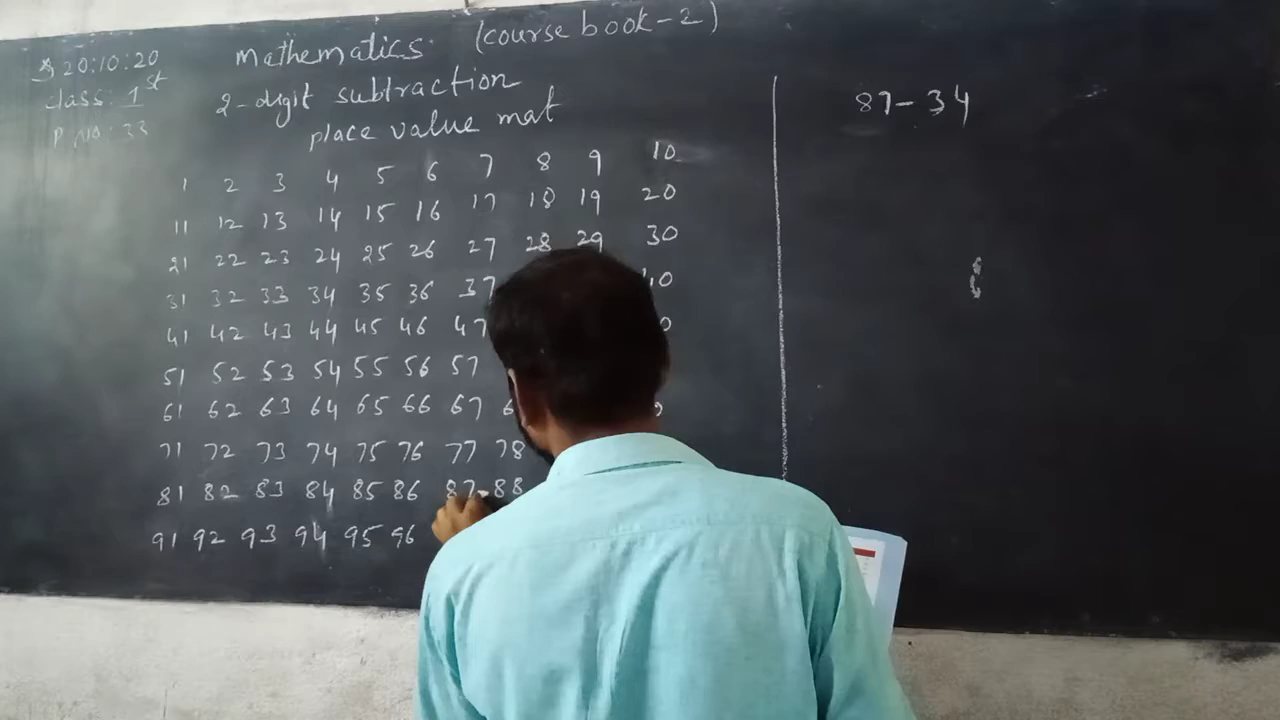 20:10:20
class: 1st
P No: 33
Mathematics (course book-2)
2-digit subtraction
place value mat
1 2 3 4 5 6 7 8 9 10
11 12 13 14 15 16 17 18 19 20
21 22 23 24 25 26 27 28 29 30
31 32 33 34 35 36 37
41 42 43 44 45 46 47
51 52 53 54 55 56 57
61 62 63 64 65 66 67
71 72 73 74 75 76 77 78
81 82 83 84 85 86 87 88
91 92 93 94 95 96
87-34